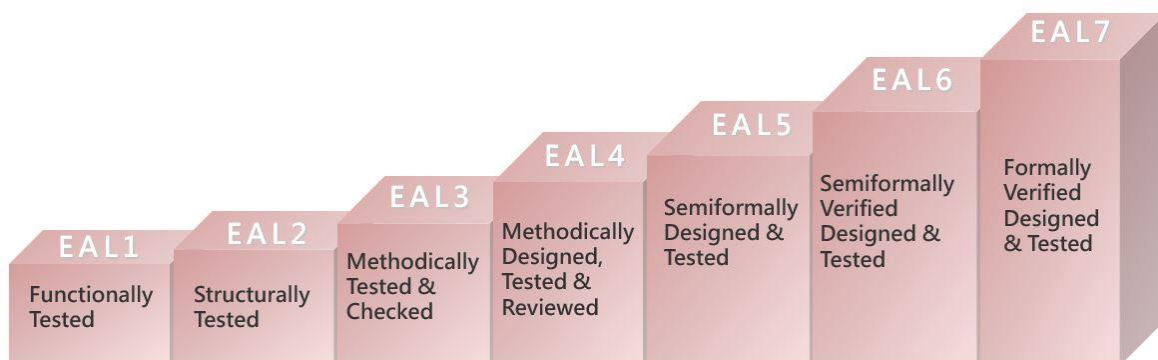 EAL1
Functionally
Tested
EAL2
Structurally
Tested
EAL3
Methodically
Tested &
Checked
EAL4
Methodically
Designed,
Tested &
Reviewed
EAL5
Semiformally
Designed &
Tested
EAL6
Semiformally
Verified
Designed &
Tested
EAL7
Formally
Verified
Designed
& Tested